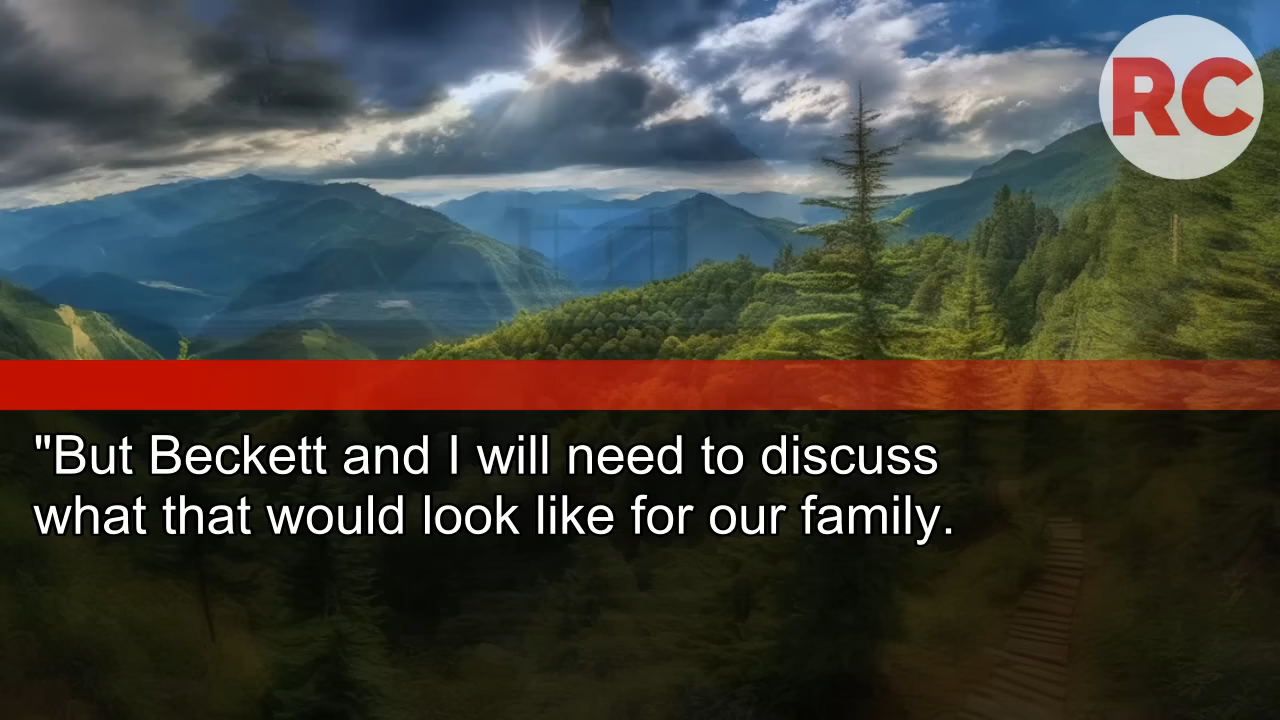 RC
"But Beckett and I will need to discuss
what that would look like for our family.